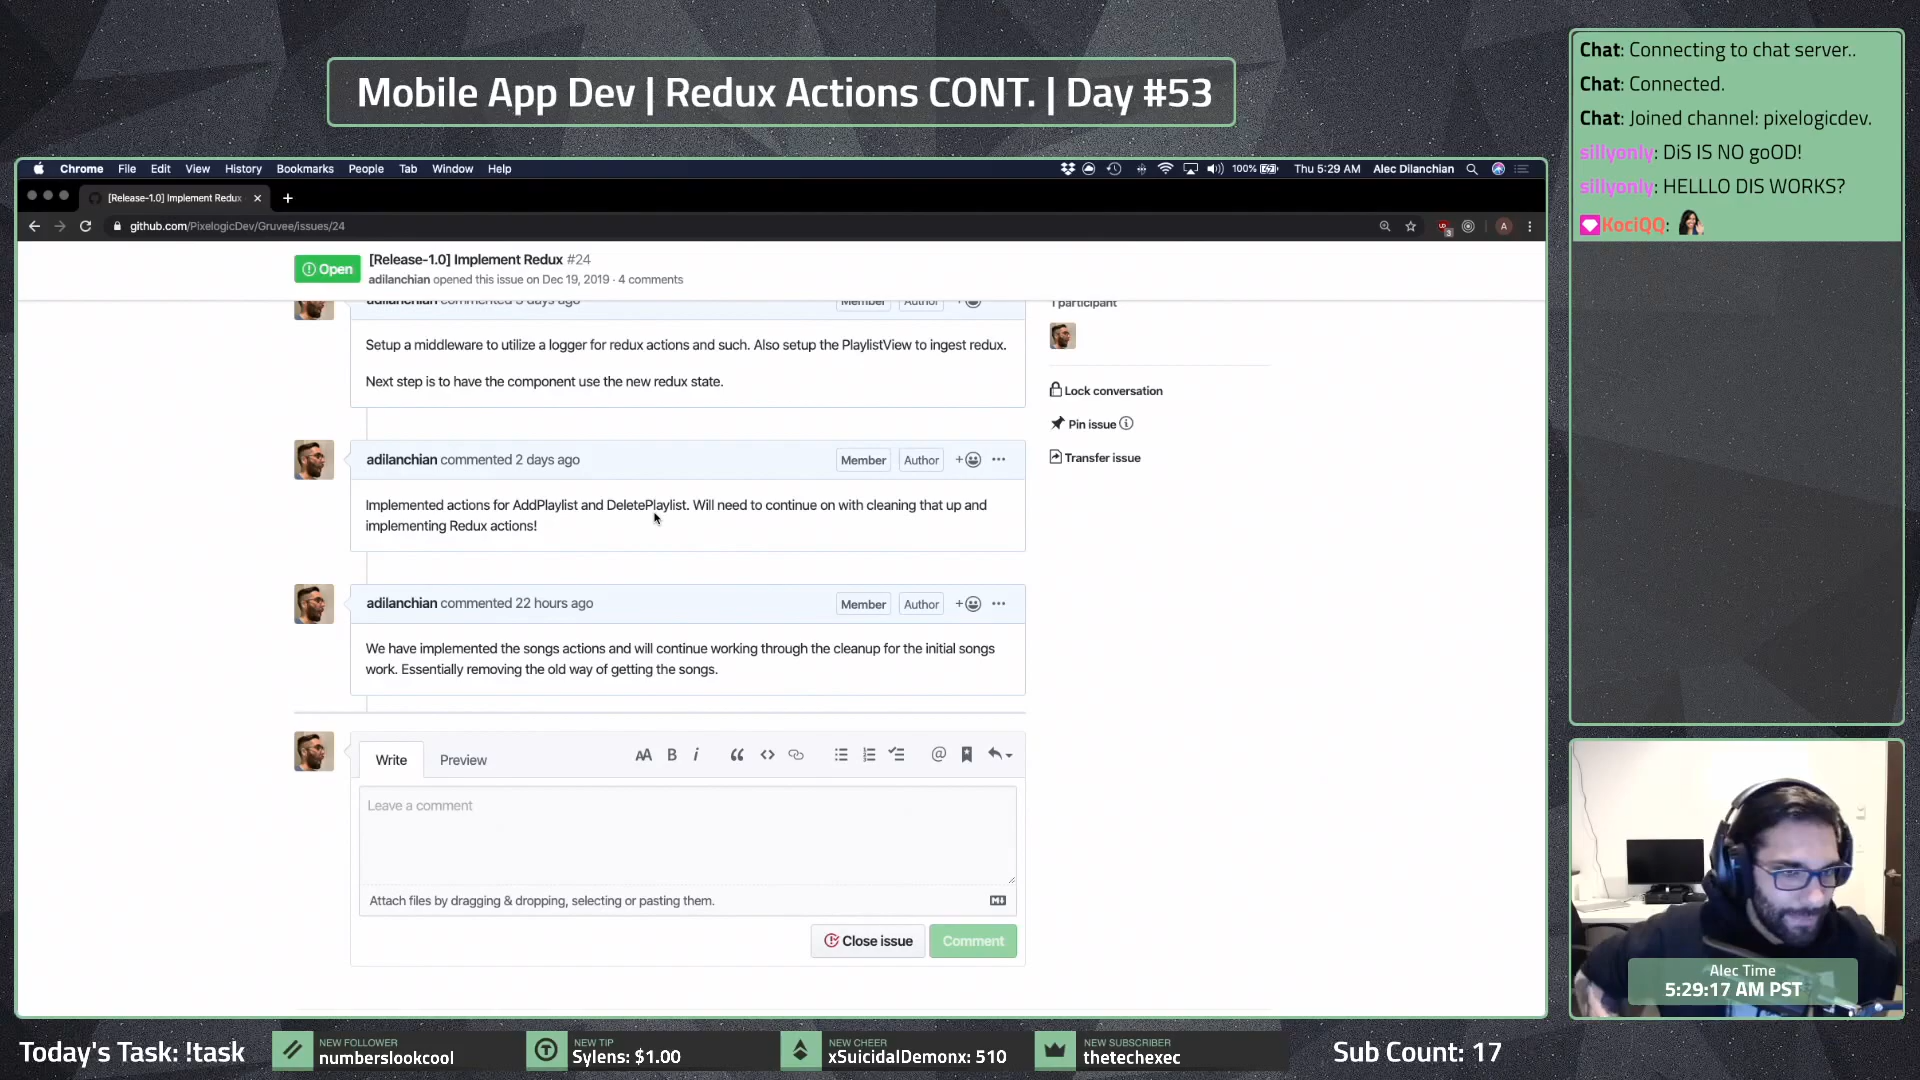 Mobile App Dev | Redux Actions CONT. | Day #53
Chat: Connecting to chat server..
Chat: Connected.
Chat: Joined channel: pixelogicdev.
sillyonly: DiS IS NO goOD!
sillyonly: HELLLO DIS WORKS?
KociQQ:
Chrome File Edit View History Bookmarks People Tab Window Help
100% Thu 5:29 AM Alec Dilanchian
[Release-1.0] Implement Redux
github.com/PixelogicDev/Gruvee/issues/24
A
Open
[Release-1.0] Implement Redux #24
adilanchian opened this issue on Dec 19, 2019 · 4 comments
adilanchian commented 3 days ago Member Author
Setup a middleware to utilize a logger for redux actions and such. Also setup the PlaylistView to ingest redux.
Next step is to have the component use the new redux state.
1 participant
Lock conversation
Pin issue
Transfer issue
adilanchian commented 2 days ago Member Author
Implemented actions for AddPlaylist and DeletePlaylist. Will need to continue on with cleaning that up and
implementing Redux actions!
adilanchian commented 22 hours ago Member Author
We have implemented the songs actions and will continue working through the cleanup for the initial songs
work. Essentially removing the old way of getting the songs.
Write Preview
Leave a comment
Attach files by dragging & dropping, selecting or pasting them.
Close issue Comment
Alec Time
5:29:17 AM PST
Today's Task: !task
NEW FOLLOWER
numberslookcool
NEW TIP
Sylens: $1.00
NEW CHEER
xSuicidalDemonx: 510
NEW SUBSCRIBER
thetechexec
Sub Count: 17